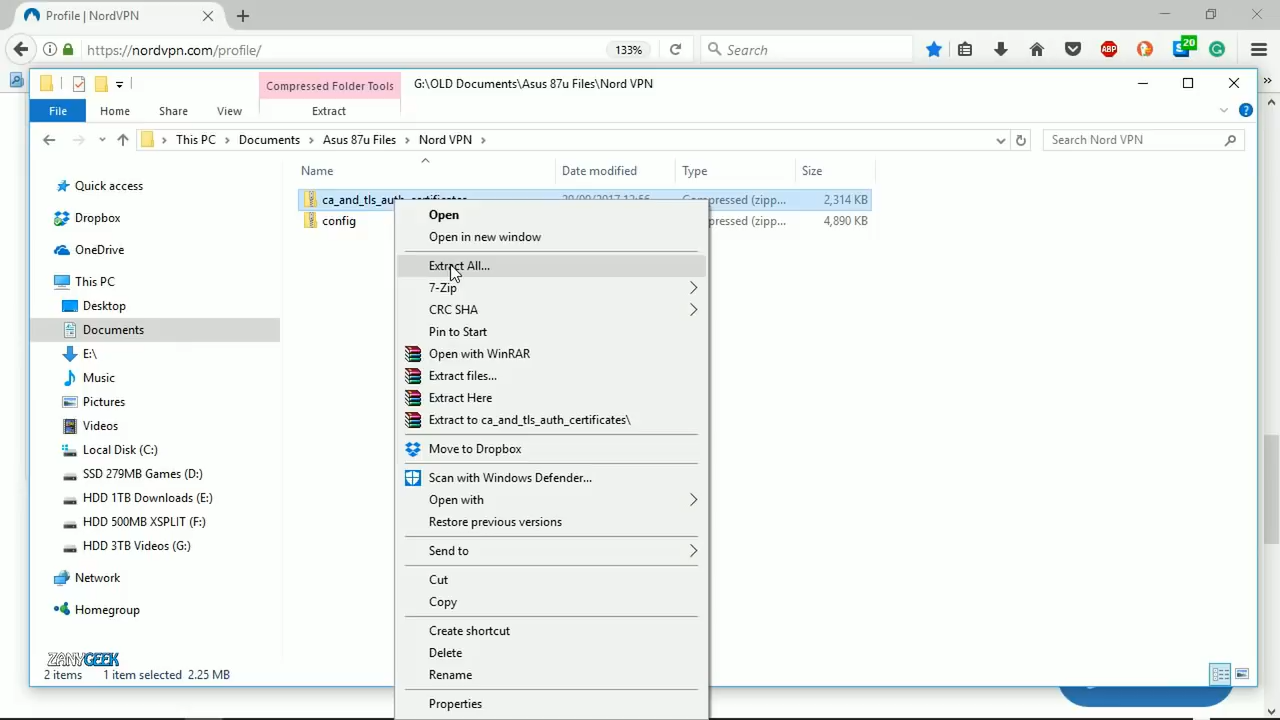 Profile | NordVPN
https://nordvpn.com/profile/
133%
Search
ABP
20
Compressed Folder Tools
G:\OLD Documents\Asus 87u Files\Nord VPN
File
Home
Share
View
Extract
This PC
Documents
Asus 87u Files
Nord VPN
Search Nord VPN
Name
Date modified
Type
Size
ca_and_tls_auth_certificates
2,314 KB
config
4,890 KB
Quick access
Dropbox
OneDrive
This PC
Desktop
Documents
E:\
Music
Pictures
Videos
Local Disk (C:)
SSD 279MB Games (D:)
HDD 1TB Downloads (E:)
HDD 500MB XSPLIT (F:)
HDD 3TB Videos (G:)
Network
Homegroup
Open
Open in new window
Extract All...
7-Zip
CRC SHA
Pin to Start
Open with WinRAR
Extract files...
Extract Here
Extract to ca_and_tls_auth_certificates\
Move to Dropbox
Scan with Windows Defender...
Open with
Restore previous versions
Send to
Cut
Copy
Create shortcut
Delete
Rename
Properties
ZANYGEEK
2 items
1 item selected 2.25 MB